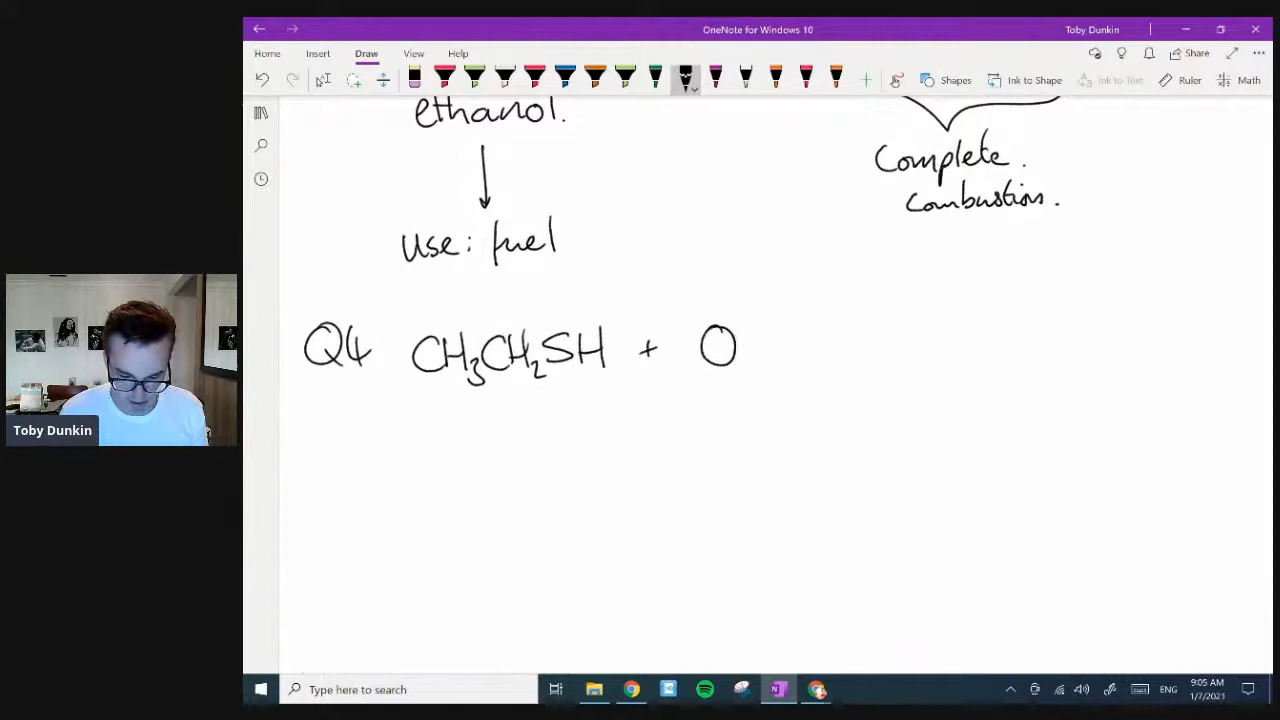 OneNote for Windows 10
Toby Dunkin
Home Insert Draw View Help
Share
Shapes Ink to Shape Ink to Text Ruler Math
ethanol.
Complete.
Combustion.
Use: fuel
Q4 CH₃CH₂SH + O
Toby Dunkin
Type here to search
ENG
9:05 AM
1/7/2021